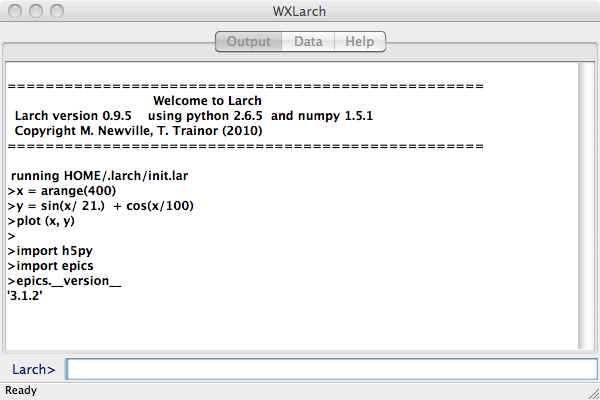 WXLarch
Output Data Help
==================================================
Welcome to Larch
Larch version 0.9.5 using python 2.6.5 and numpy 1.5.1
Copyright M. Newville, T. Trainor (2010)
==================================================
running HOME/.larch/init.lar
>x = arange(400)
>y = sin(x/ 21.) + cos(x/100)
>plot (x, y)
>
>import h5py
>import epics
>epics.__version__
'3.1.2'
Larch>
Ready